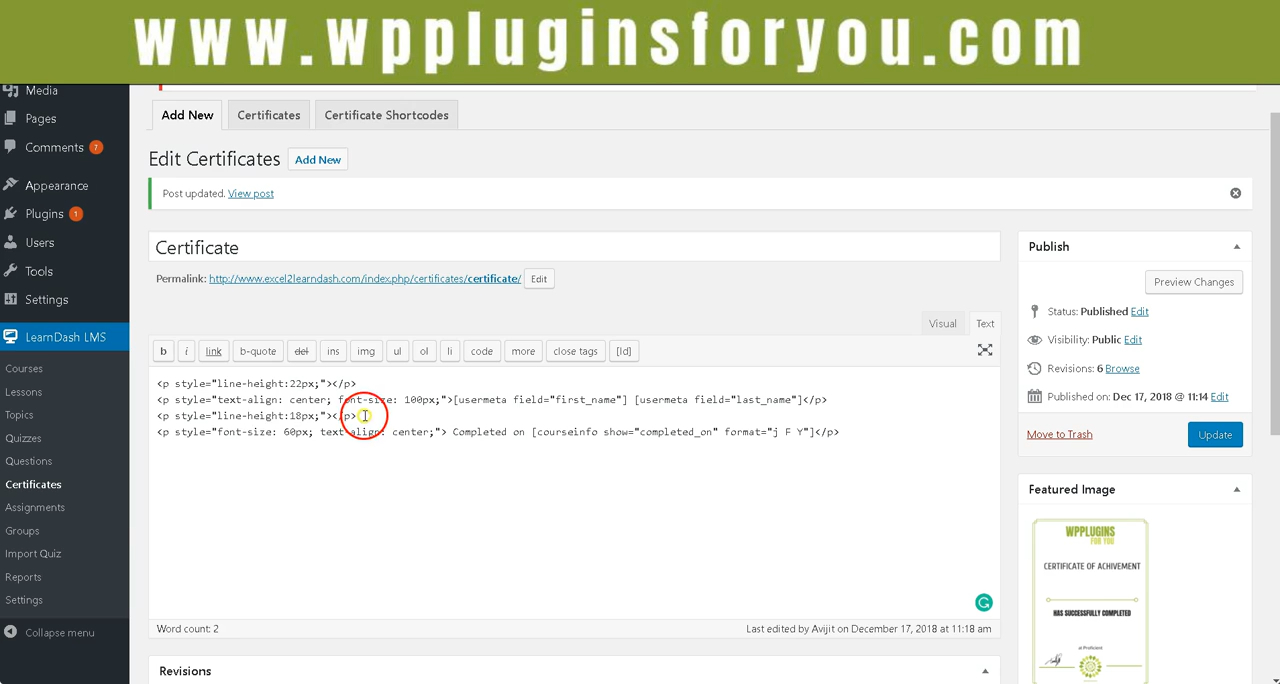 www.wppluginsforyou.com
Media
Pages
Comments 7
Appearance
Plugins 1
Users
Tools
Settings
LearnDash LMS
Courses
Lessons
Topics
Quizzes
Questions
Certificates
Assignments
Groups
Import Quiz
Reports
Settings
Collapse menu
Add New Certificates Certificate Shortcodes
Edit Certificates Add New
Post updated. View post
Certificate
Permalink: http://www.excel2learndash.com/index.php/certificates/certificate/ Edit
Visual Text
b i link b-quote del ins img ul ol li code more close tags [ld]
<p style="line-height:22px;"></p>
<p style="text-align: center; font-size: 100px;">[usermeta field="first_name"] [usermeta field="last_name"]</p>
<p style="line-height:18px;"></p>
<p style="font-size: 60px; text-align: center;"> Completed on [courseinfo show="completed_on" format="j F Y"]</p>
Word count: 2
Last edited by Avijit on December 17, 2018 at 11:18 am
Revisions
Publish
Preview Changes
Status: Published Edit
Visibility: Public Edit
Revisions: 6 Browse
Published on: Dec 17, 2018 @ 11:14 Edit
Move to Trash Update
Featured Image
WPPLUGINS
FOR YOU
CERTIFICATE OF ACHIVEMENT
HAS SUCCESSFULLY COMPLETED
at Proficient